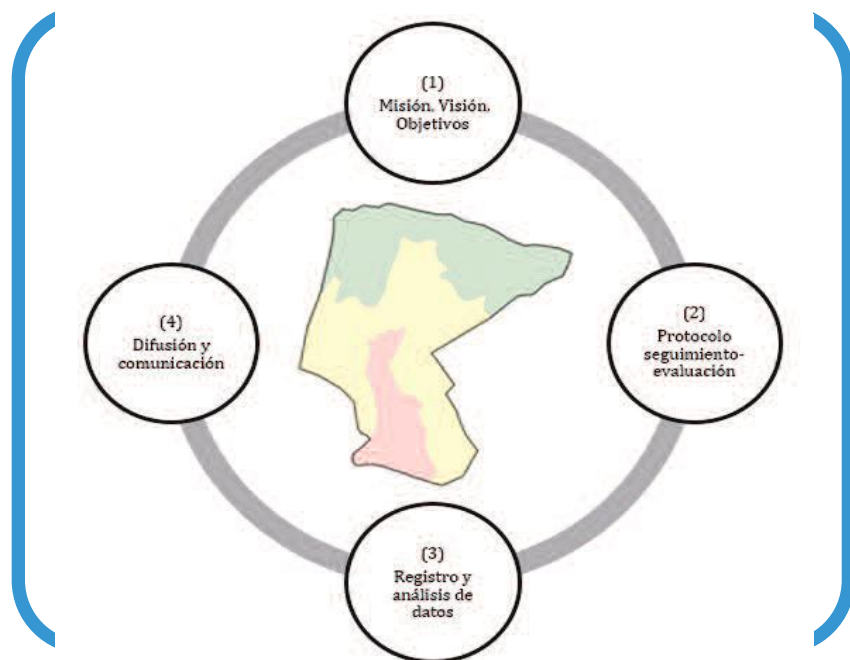 (1)
Misión, Visión,
Objetivos
(2)
Protocolo
seguimiento-
evaluación
(3)
Registro y
análisis de
datos
(4)
Difusión y
comunicación